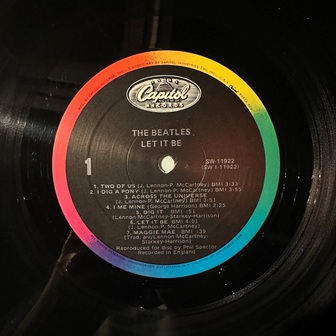 Capitol
RECORDS
THE BEATLES
LET IT BE
1
SW-11922
(SW 1-11922)
1. TWO OF US (J. Lennon-P. McCartney) BMI 3:33
2. I DIG A PONY (J. Lennon-P. McCartney) BMI 3:55
3. ACROSS THE UNIVERSE
(J. Lennon-P. McCartney) BMI 3:51
4. I ME MINE (George Harrison) BMI 2:25
5. DIG IT BMI :51
(Lennon-McCartney-Starkey-Harrison)
6. LET IT BE BMI 4:01
(J. Lennon-P. McCartney)
7. MAGGIE MAE BMI :39
(Trad. arr/Lennon-McCartney-
Starkey-Harrison)
Reproduced for disc by Phil Spector
Recorded in England